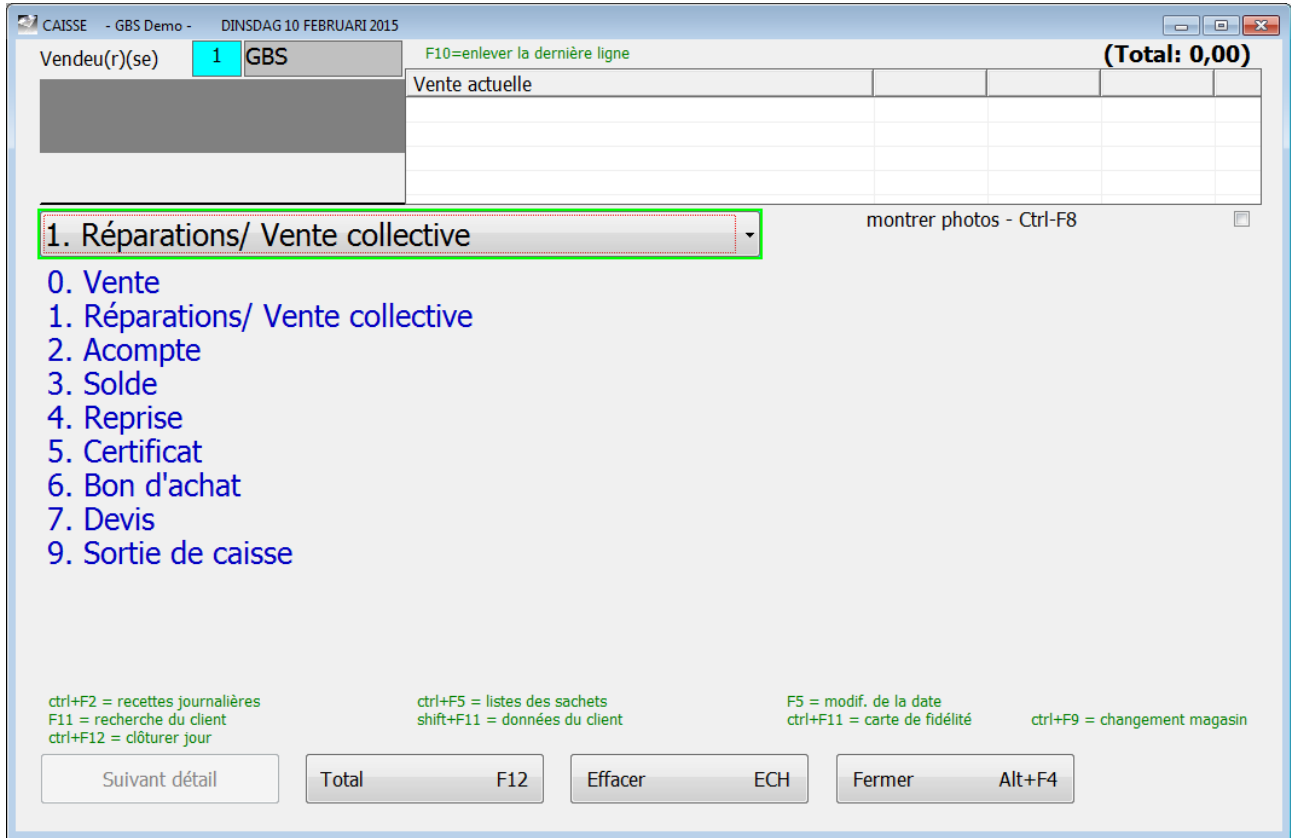 CAISSE - GBS Demo - DINSDAG 10 FEBRUARI 2015
Vendeu(r)(se) 1 GBS F10=enlever la dernière ligne (Total: 0,00)
Vente actuelle
1. Réparations/ Vente collective montrer photos - Ctrl-F8
0. Vente
1. Réparations/ Vente collective
2. Acompte
3. Solde
4. Reprise
5. Certificat
6. Bon d'achat
7. Devis
9. Sortie de caisse
ctrl+F2 = recettes journalières ctrl+F5 = listes des sachets F5 = modif. de la date
F11 = recherche du client shift+F11 = données du client ctrl+F11 = carte de fidélité ctrl+F9 = changement magasin
ctrl+F12 = clôturer jour
Suivant détail Total F12 Effacer ECH Fermer Alt+F4